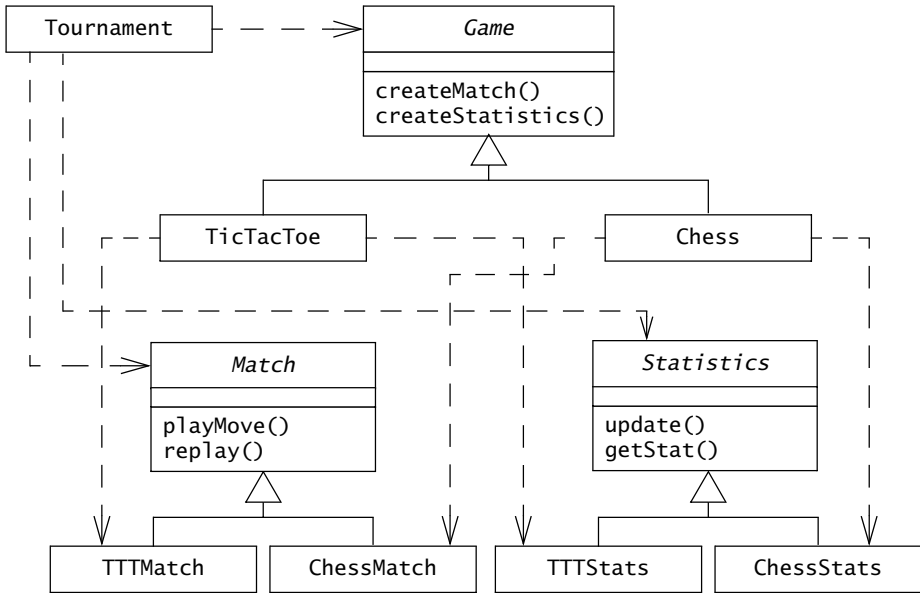 Tournament
Game
createMatch()
createStatistics()
TicTacToe
Chess
Match
playMove()
replay()
Statistics
update()
getStat()
TTTMatch
ChessMatch
TTTStats
ChessStats